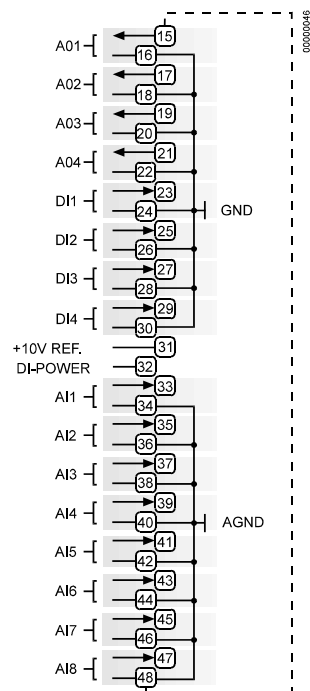 00000046
15
A01
16
17
A02
18
19
A03
20
21
A04
22
23
DI1
24
GND
25
DI2
26
27
DI3
28
29
DI4
30
+10V REF.
31
DI-POWER
32
33
AI1
34
35
AI2
36
37
AI3
38
39
AI4
40
AGND
41
AI5
42
43
AI6
44
45
AI7
46
47
AI8
48